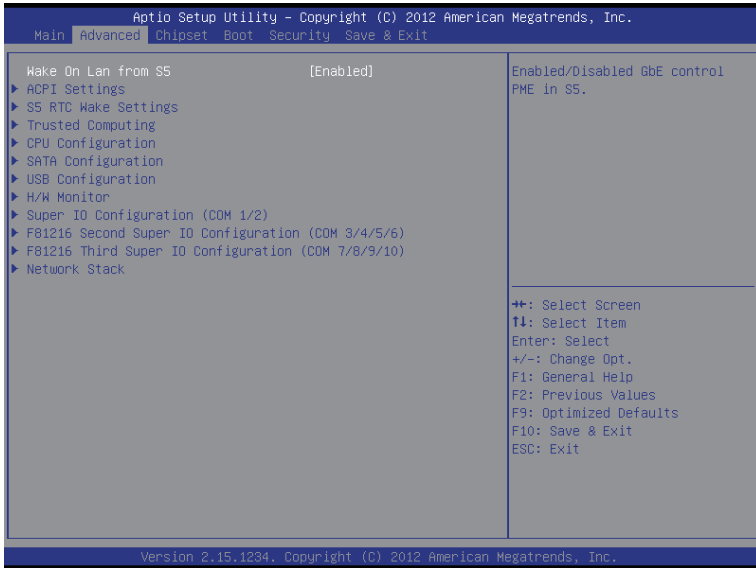 Aptio Setup Utility – Copyright (C) 2012 American Megatrends, Inc.
Main Advanced Chipset Boot Security Save & Exit
Wake On Lan from S5 [Enabled]
▶ ACPI Settings
▶ S5 RTC Wake Settings
▶ Trusted Computing
▶ CPU Configuration
▶ SATA Configuration
▶ USB Configuration
▶ H/W Monitor
▶ Super IO Configuration (COM 1/2)
▶ F81216 Second Super IO Configuration (COM 3/4/5/6)
▶ F81216 Third Super IO Configuration (COM 7/8/9/10)
▶ Network Stack
Enabled/Disabled GbE control
PME in S5.
→←: Select Screen
↑↓: Select Item
Enter: Select
+/–: Change Opt.
F1: General Help
F2: Previous Values
F9: Optimized Defaults
F10: Save & Exit
ESC: Exit
Version 2.15.1234. Copyright (C) 2012 American Megatrends, Inc.